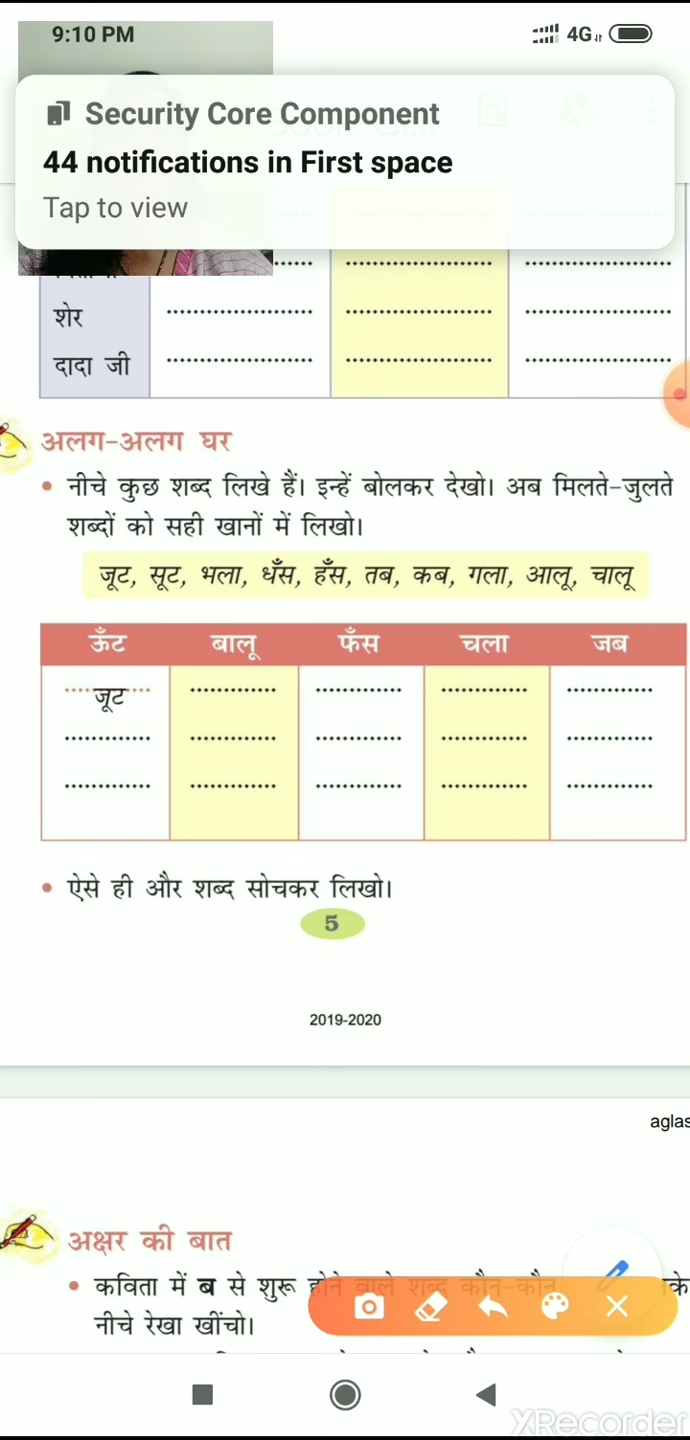 9:10 PM 4G
Security Core Component
44 notifications in First space
Tap to view
शेर
दादा जी
अलग-अलग घर
• नीचे कुछ शब्द लिखे हैं। इन्हें बोलकर देखो। अब मिलते-जुलते
शब्दों को सही खानों में लिखो।
जूट, सूट, भला, धँस, हँस, तब, कब, गला, आलू, चालू
ऊँट बालू फँस चला जब
जूट
• ऐसे ही और शब्द सोचकर लिखो।
5
2019-2020
aglas
अक्षर की बात
• कविता में ब से शुरू होने वाले शब्द कौन-कौन
नीचे रेखा खींचो।
XRecorder